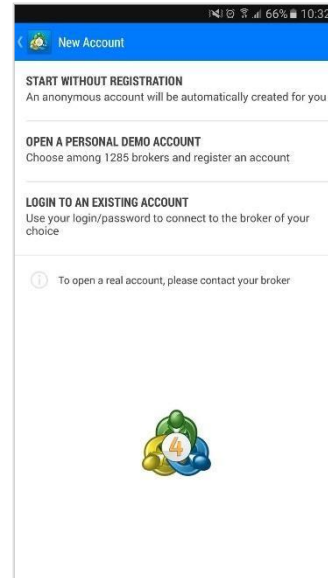 66% 10:32
New Account
START WITHOUT REGISTRATION
An anonymous account will be automatically created for you
OPEN A PERSONAL DEMO ACCOUNT
Choose among 1285 brokers and register an account
LOGIN TO AN EXISTING ACCOUNT
Use your login/password to connect to the broker of your
choice
To open a real account, please contact your broker
4